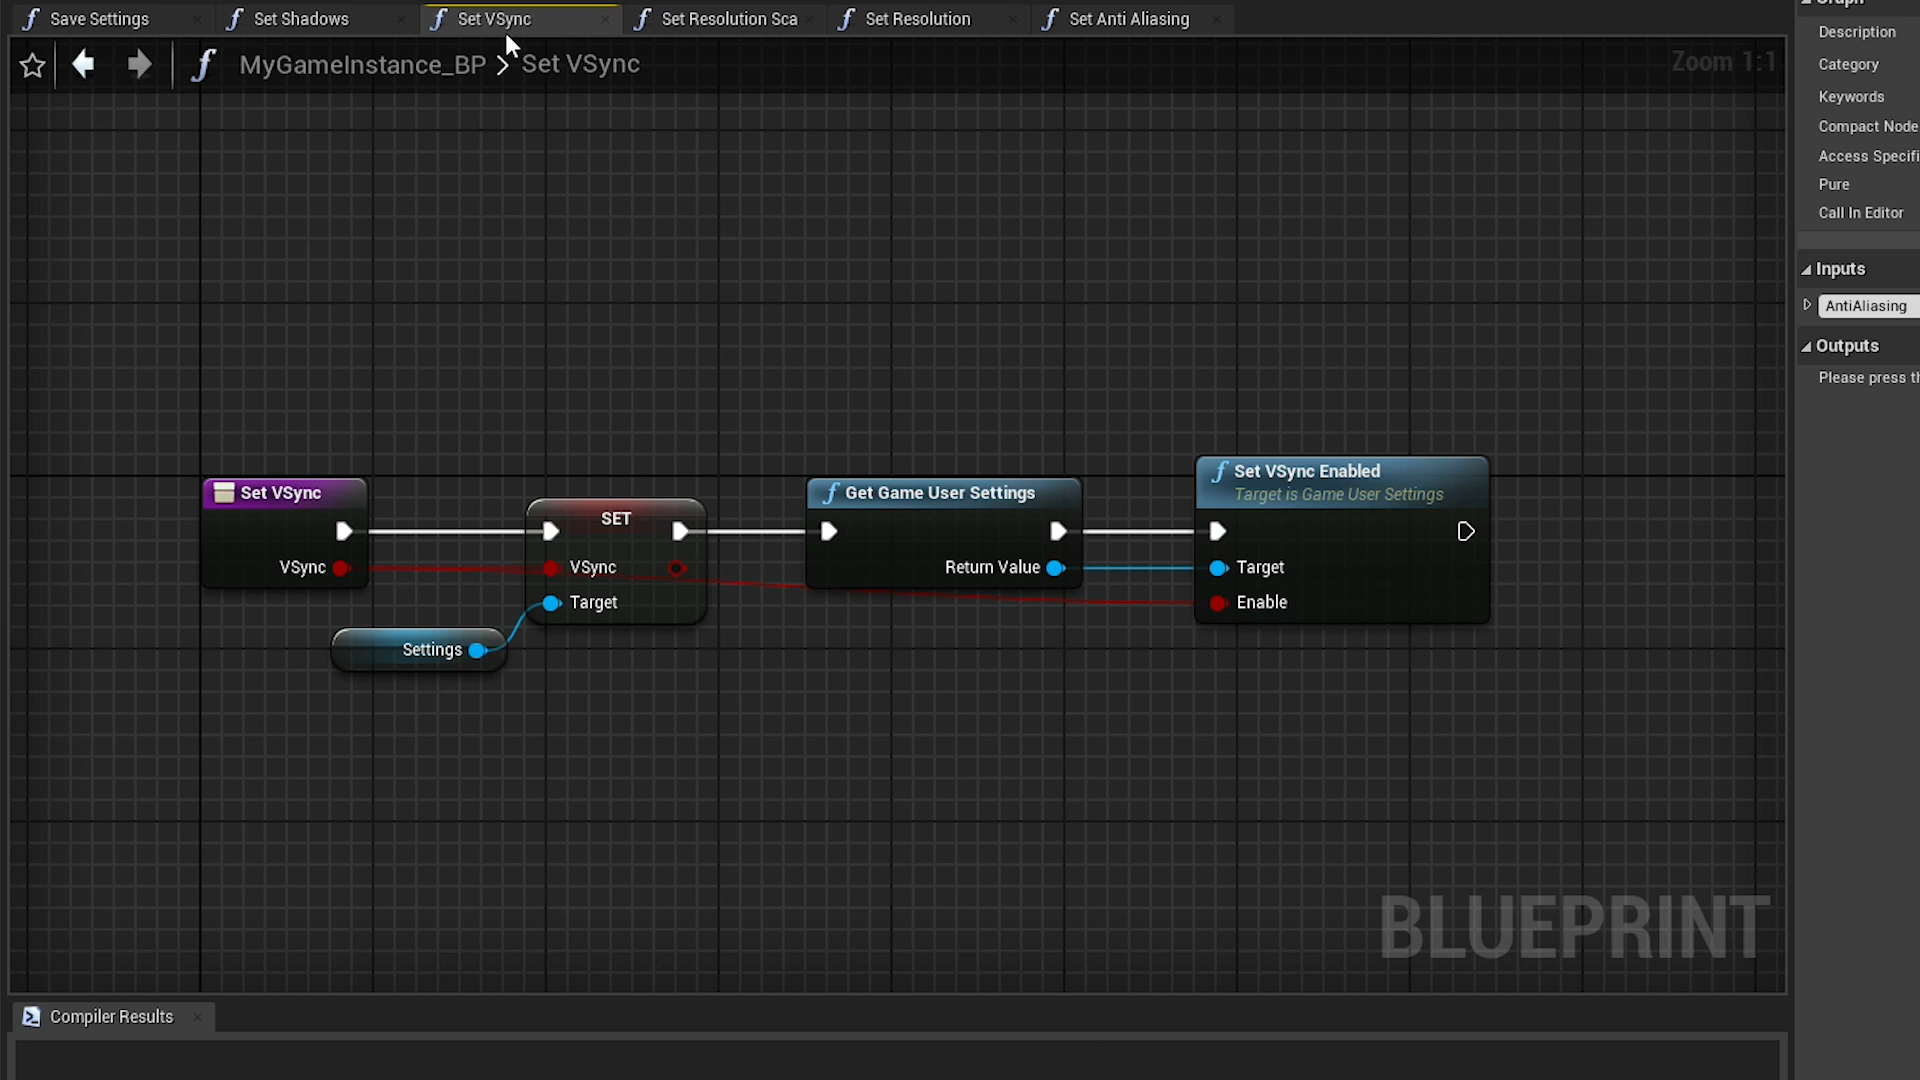 Save Settings
Set Shadows
Set VSync
Set Resolution Sca
Set Resolution
Set Anti Aliasing
MyGameInstance_BP > Set VSync
Zoom 1:1
Graph
Description
Category
Keywords
Compact Node
Access Specifi
Pure
Call In Editor
Inputs
AntiAliasing
Outputs
Please press th
Set VSync
VSync
SET
VSync
Target
Settings
Get Game User Settings
Return Value
Set VSync Enabled
Target is Game User Settings
Target
Enable
BLUEPRINT
Compiler Results